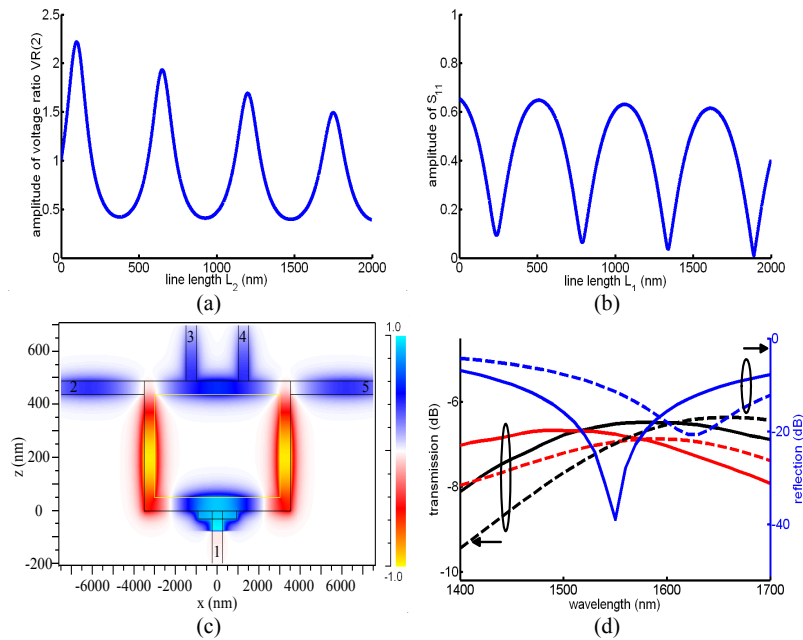 2.5
2
1.5
1
0.5
0
0 500 1000 1500 2000
amplitude of voltage ratio VR(2)
line length L2 (nm)
(a)
1
0.8
0.6
0.4
0.2
0
0 500 1000 1500 2000
amplitude of S11
line length L1 (nm)
(b)
600
400
200
0
-200
z (nm)
3 4
2 5
1
-6000 -4000 -2000 0 2000 4000 6000
x (nm)
1.0
-1.0
(c)
-6
-8
-10
transmission (dB)
0
-20
-40
reflection (dB)
1400 1500 1600 1700
wavelength (nm)
(d)